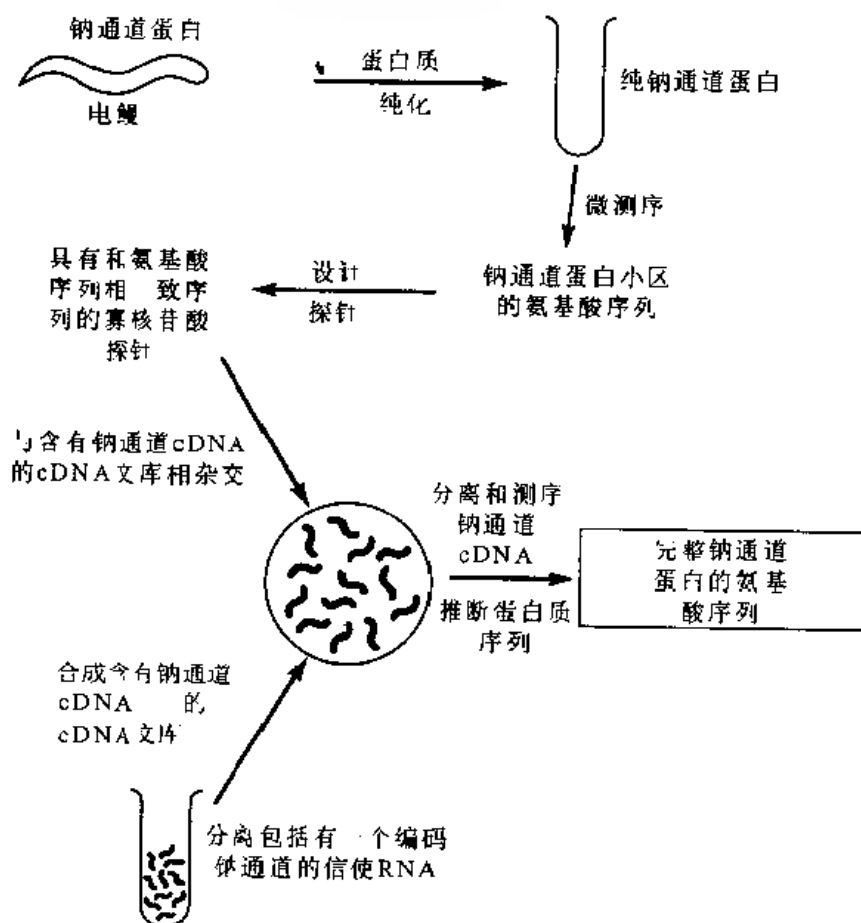 钠通道蛋白
电鳗
蛋白质
纯化
纯钠通道蛋白
微测序
钠通道蛋白小区
的氨基酸序列
设计
探针
具有和氨基酸
序列相 致序
列的寡核苷酸
探针
与含有钠通道cDNA
的cDNA文库相杂交
分离和测序
钠通道
cDNA
推断蛋白质
序列
完整钠通道
蛋白的氨基
酸序列
合成含有钠通道
cDNA 的
cDNA文库
分离包括有 个编码
钠通道的信使RNA